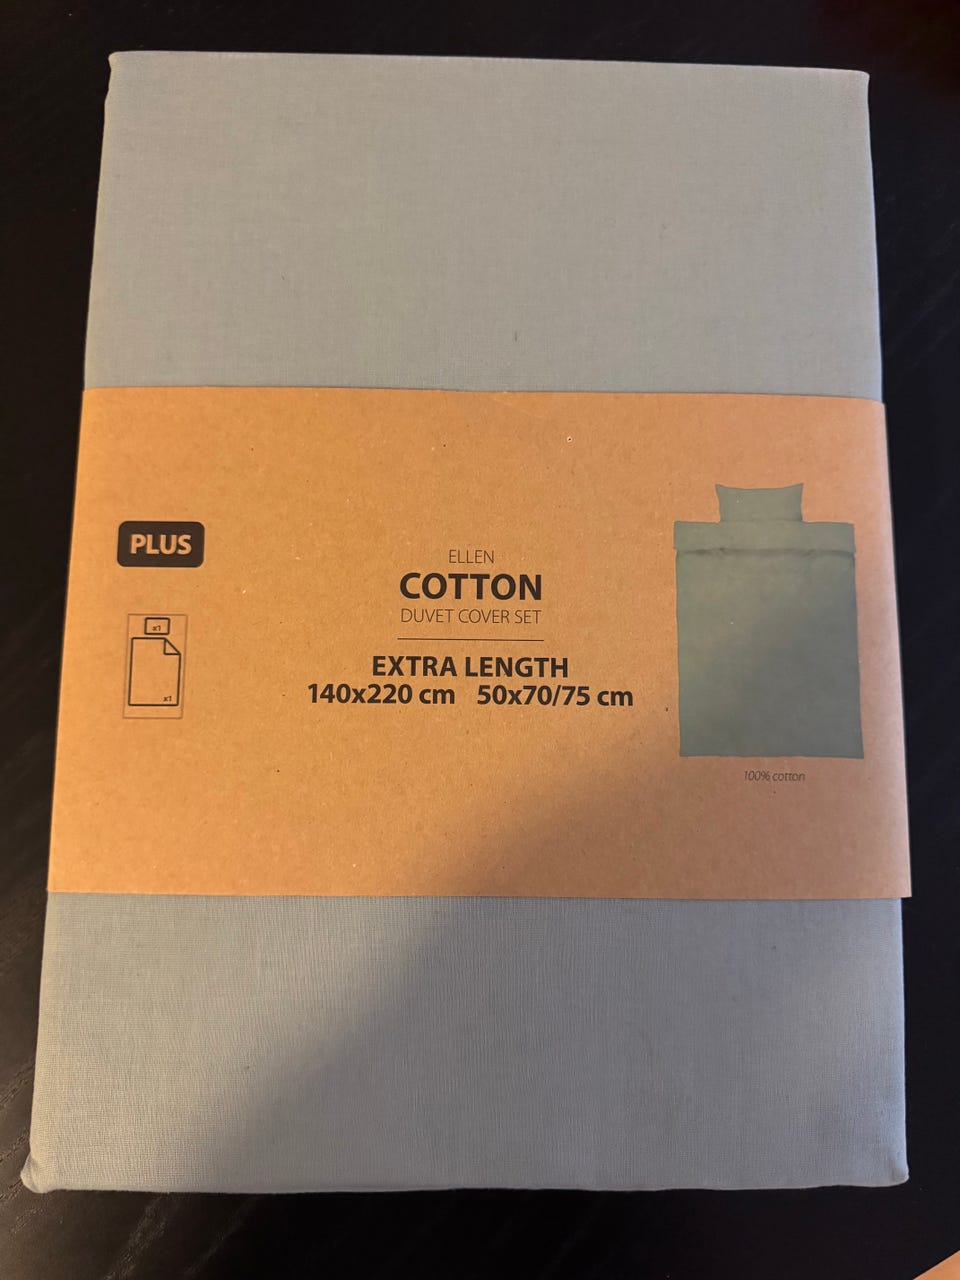 PLUS
x1
x1
ELLEN
COTTON
DUVET COVER SET
EXTRA LENGTH
140x220 cm 50x70/75 cm
100% cotton